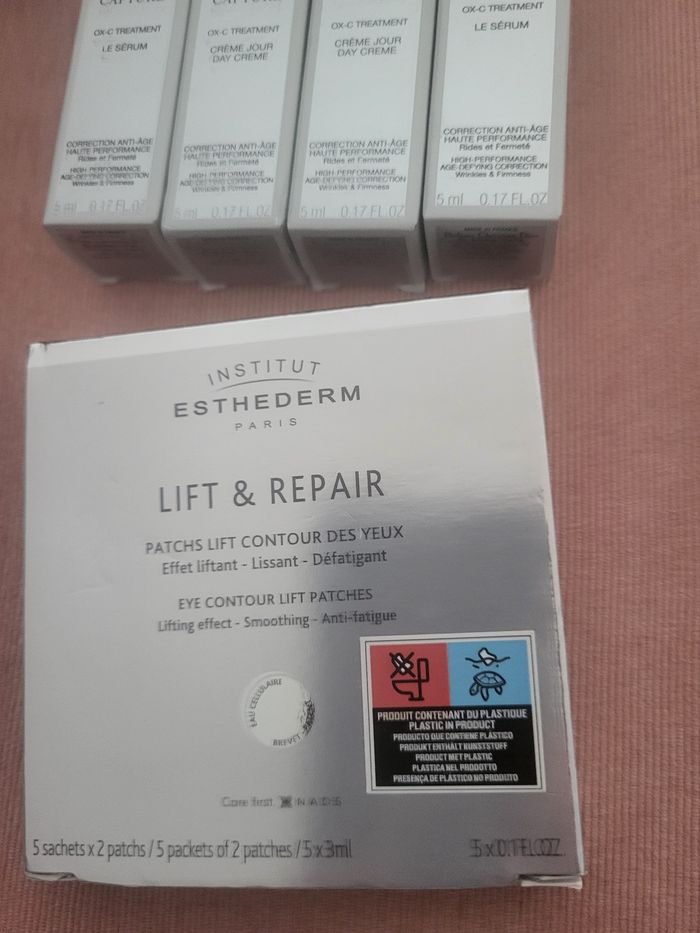 OX-C TREATMENT
LE SÉRUM
CORRECTION ANTI-ÂGE
HAUTE PERFORMANCE
Rides et Fermeté
HIGH-PERFORMANCE
AGE-DEFYING CORRECTION
Wrinkles & Firmness
5 ml 0.17 FL.OZ
OX-C TREATMENT
CRÈME JOUR
DAY CREME
CORRECTION ANTI-ÂGE
HAUTE PERFORMANCE
Rides et Fermeté
HIGH-PERFORMANCE
AGE-DEFYING CORRECTION
Wrinkles & Firmness
5 ml 0.17 FL.OZ
OX-C TREATMENT
CRÈME JOUR
DAY CREME
CORRECTION ANTI-ÂGE
HAUTE PERFORMANCE
Rides et Fermeté
HIGH-PERFORMANCE
AGE-DEFYING CORRECTION
Wrinkles & Firmness
5 ml 0.17 FL.OZ
OX-C TREATMENT
LE SÉRUM
CORRECTION ANTI-ÂGE
HAUTE PERFORMANCE
Rides et Fermeté
HIGH-PERFORMANCE
AGE-DEFYING CORRECTION
Wrinkles & Firmness
5 ml 0.17 FL.OZ
MADE IN FRANCE
INSTITUT
ESTHEDERM
PARIS
LIFT & REPAIR
PATCHS LIFT CONTOUR DES YEUX
Effet liftant - Lissant - Défatigant
EYE CONTOUR LIFT PATCHES
Lifting effect - Smoothing - Anti-fatigue
EAU CELLULAIRE
BREVET
PRODUIT CONTENANT DU PLASTIQUE
PLASTIC IN PRODUCT
PRODUCTO QUE CONTIENE PLÁSTICO
PRODUKT ENTHÄLT KUNSTSTOFF
PRODUCT MET PLASTIC
PLASTICA NEL PRODOTTO
PRESENÇA DE PLÁSTICO NO PRODUTO
Care first. NAOS
5 sachets x 2 patchs / 5 packets of 2 patches / 5 x 3ml
5 x 0.1 FL.OZ.